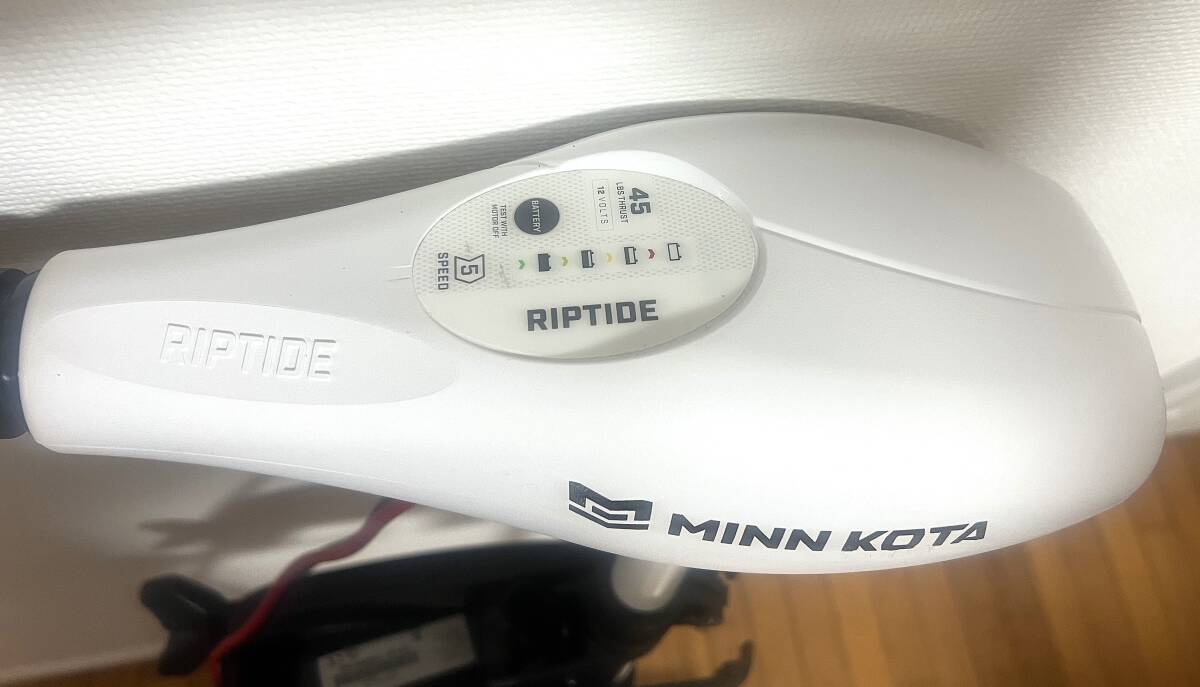 45
LBS THRUST
12 VOLTS
BATTERY
TEST WITH
MOTOR OFF
5
SPEED
RIPTIDE
RIPTIDE
MINN KOTA